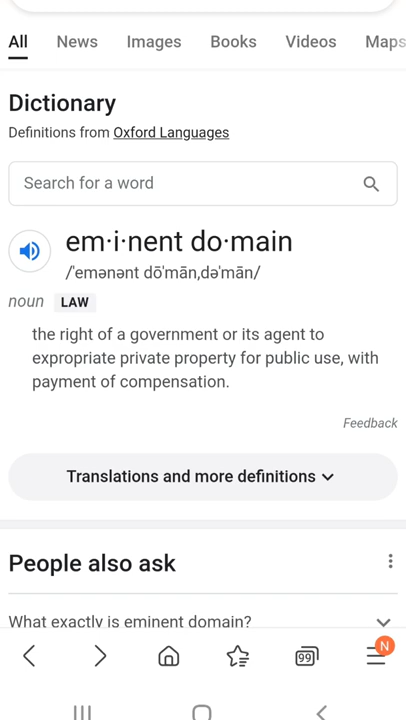 All News Images Books Videos Maps
Dictionary
Definitions from Oxford Languages
Search for a word
em·i·nent do·main
/ˈemənənt dōˈmān,dəˈmān/
noun LAW
the right of a government or its agent to
expropriate private property for public use, with
payment of compensation.
Feedback
Translations and more definitions
People also ask
What exactly is eminent domain?
99
N